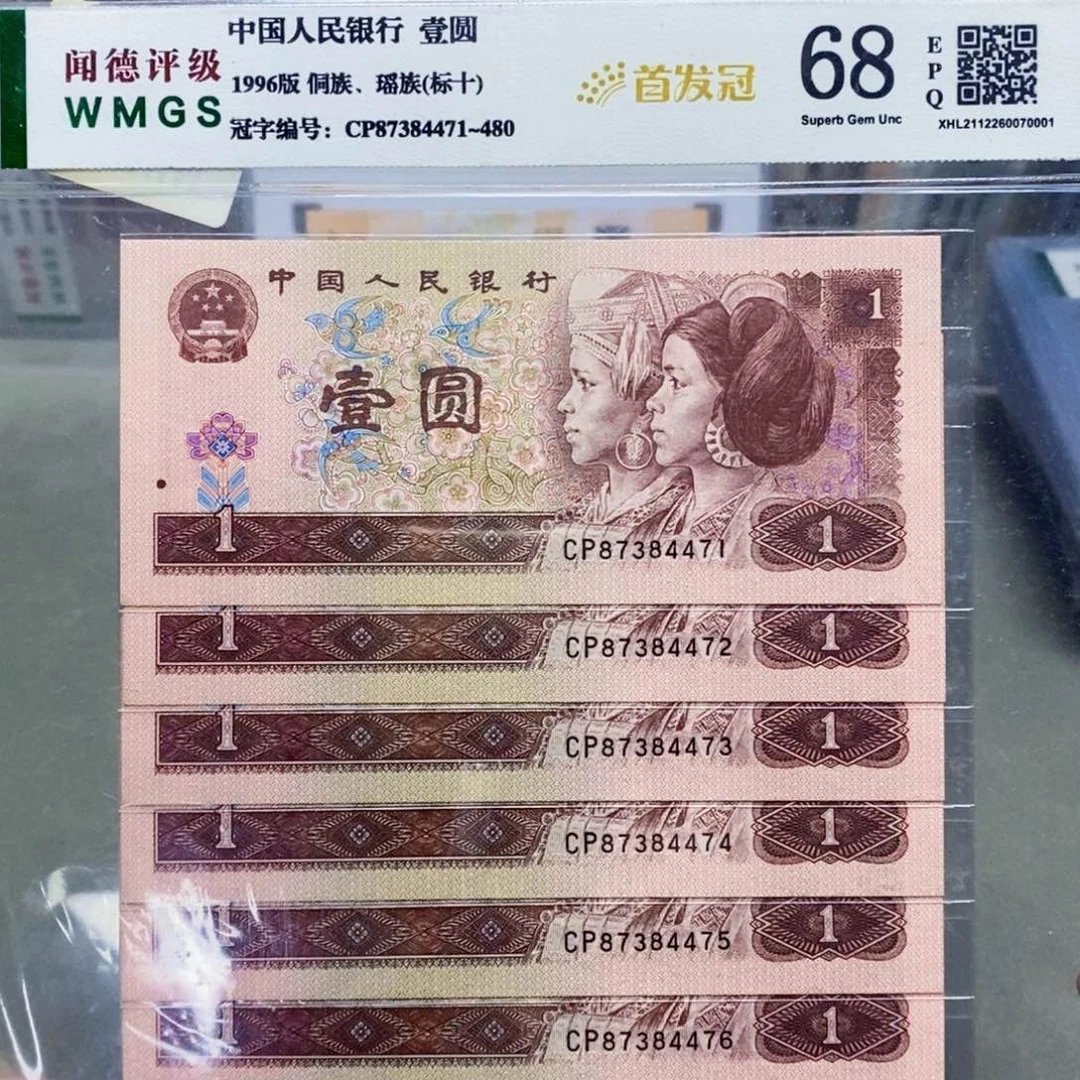 闻德评级
WMGS
中国人民银行 壹圆
1996版 侗族、瑶族(标十)
冠字编号：CP87384471~480
首发冠
68
Superb Gem Unc
EPQ
XHL2112260070001
中国人民银行
壹圆
1
1
CP87384471
1
1
CP87384472
1
1
CP87384473
1
1
CP87384474
1
1
CP87384475
1
1
CP87384476
1